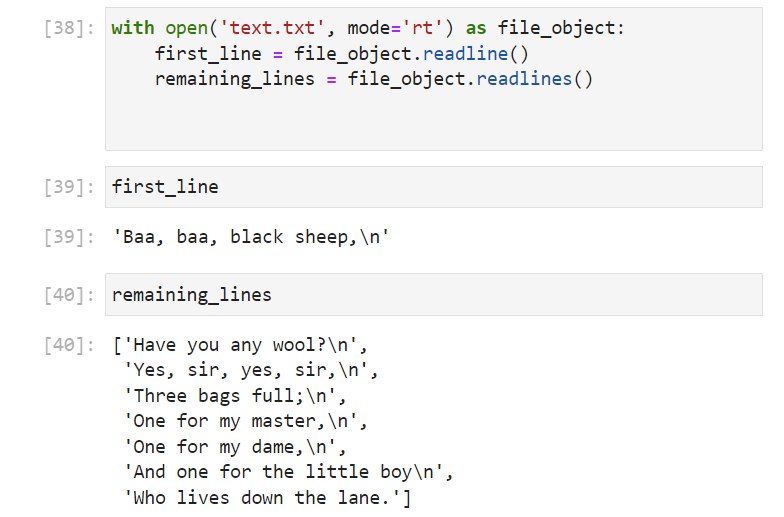 [38]: with open('text.txt', mode='rt') as file_object:
    first_line = file_object.readline()
    remaining_lines = file_object.readlines()
[39]: first_line
[39]: 'Baa, baa, black sheep,\n'
[40]: remaining_lines
[40]: ['Have you any wool?\n',
 'Yes, sir, yes, sir,\n',
 'Three bags full;\n',
 'One for my master,\n',
 'One for my dame,\n',
 'And one for the little boy\n',
 'Who lives down the lane.']